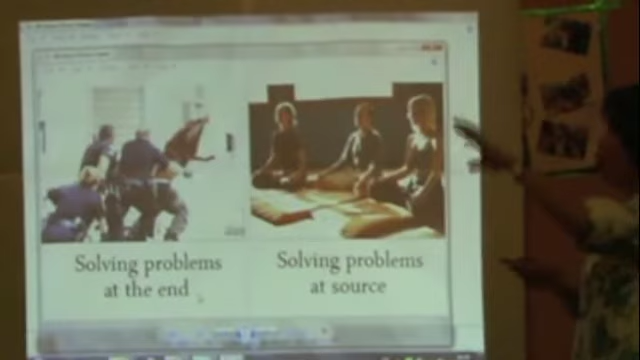 Solving problems
at the end
Solving problems
at source